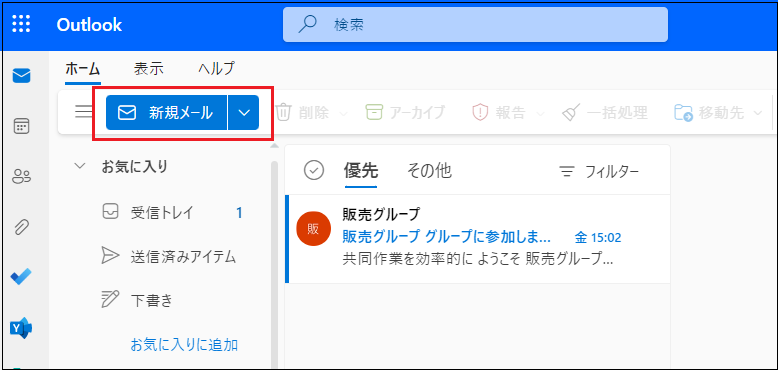 Outlook
検索
ホーム 表示 ヘルプ
新規メール 削除 アーカイブ 報告 一括処理 移動先
お気に入り
優先 その他 フィルター
受信トレイ 1
販売グループ
販 販売グループ グループに参加しま... 金 15:02
送信済みアイテム
共同作業を効率的に ようこそ 販売グループ...
下書き
お気に入りに追加